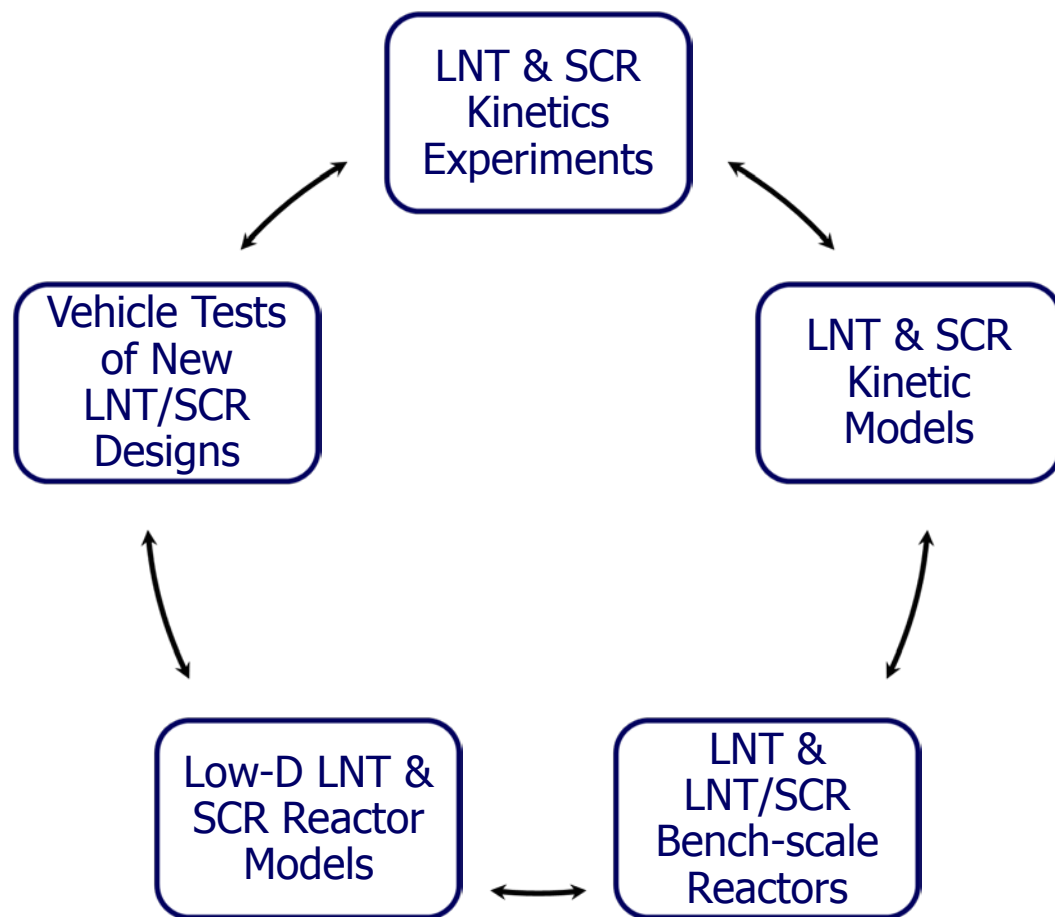 LNT & SCR
Kinetics
Experiments
Vehicle Tests
of New
LNT/SCR
Designs
LNT & SCR
Kinetic
Models
Low-D LNT &
SCR Reactor
Models
LNT &
LNT/SCR
Bench-scale
Reactors